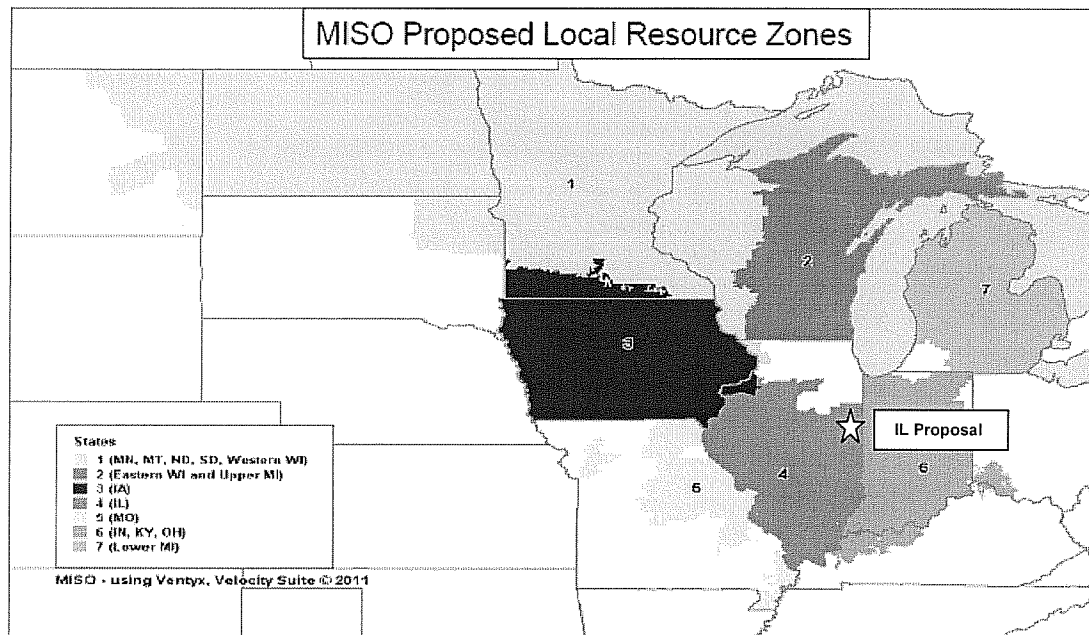 MISO Proposed Local Resource Zones
1
2
7
3
IL Proposal
4
6
5
States
1 (MN, MT, ND, SD, Western WI)
2 (Eastern WI and Upper MI)
3 (IA)
4 (IL)
5 (MO)
6 (IN, KY, OH)
7 (Lower MI)
MISO - using Ventyx, Velocity Suite © 2011